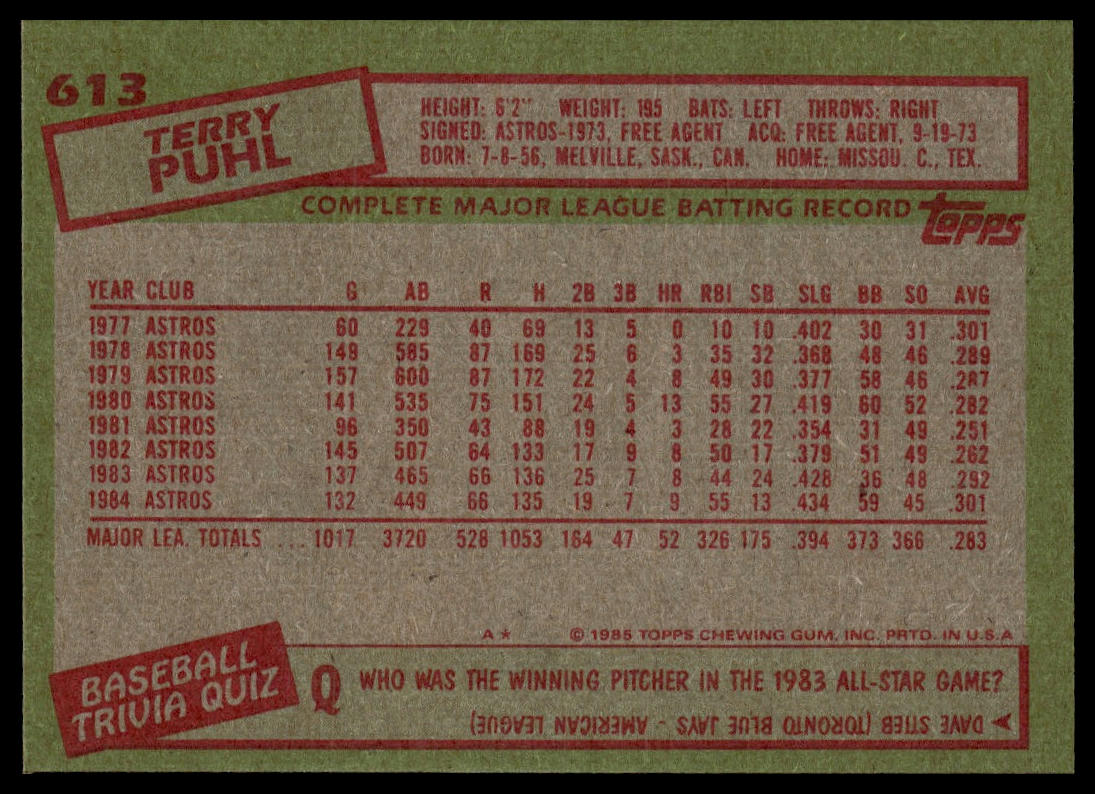 613
TERRY
PUHL
HEIGHT: 6'2" WEIGHT: 195 BATS: LEFT THROWS: RIGHT
SIGNED: ASTROS-1973, FREE AGENT ACQ: FREE AGENT, 9-19-73
BORN: 7-8-56, MELVILLE, SASK., CAN. HOME: MISSOU. C., TEX.
COMPLETE MAJOR LEAGUE BATTING RECORD
topps
YEAR CLUB G AB R H 2B 3B HR RBI SB SLG BB SO AVG
1977 ASTROS 60 229 40 69 13 5 0 10 10 .402 30 31 .301
1978 ASTROS 149 585 87 169 25 6 3 35 32 .368 48 46 .289
1979 ASTROS 157 600 87 172 22 4 8 49 30 .377 58 46 .287
1980 ASTROS 141 535 75 151 24 5 13 55 27 .419 60 52 .282
1981 ASTROS 96 350 43 88 19 4 3 28 22 .354 31 49 .251
1982 ASTROS 145 507 64 133 17 9 8 50 17 .379 51 49 .262
1983 ASTROS 137 465 66 136 25 7 8 44 24 .428 36 48 .292
1984 ASTROS 132 449 66 135 19 7 9 55 13 .434 59 45 .301
MAJOR LEA. TOTALS ... 1017 3720 528 1053 164 47 52 326 175 .394 373 366 .283
A* © 1985 TOPPS CHEWING GUM, INC. PRTD. IN U.S.A
BASEBALL
TRIVIA QUIZ
Q WHO WAS THE WINNING PITCHER IN THE 1983 ALL-STAR GAME?
DAVE STIEB (TORONTO BLUE JAYS - AMERICAN LEAGUE)